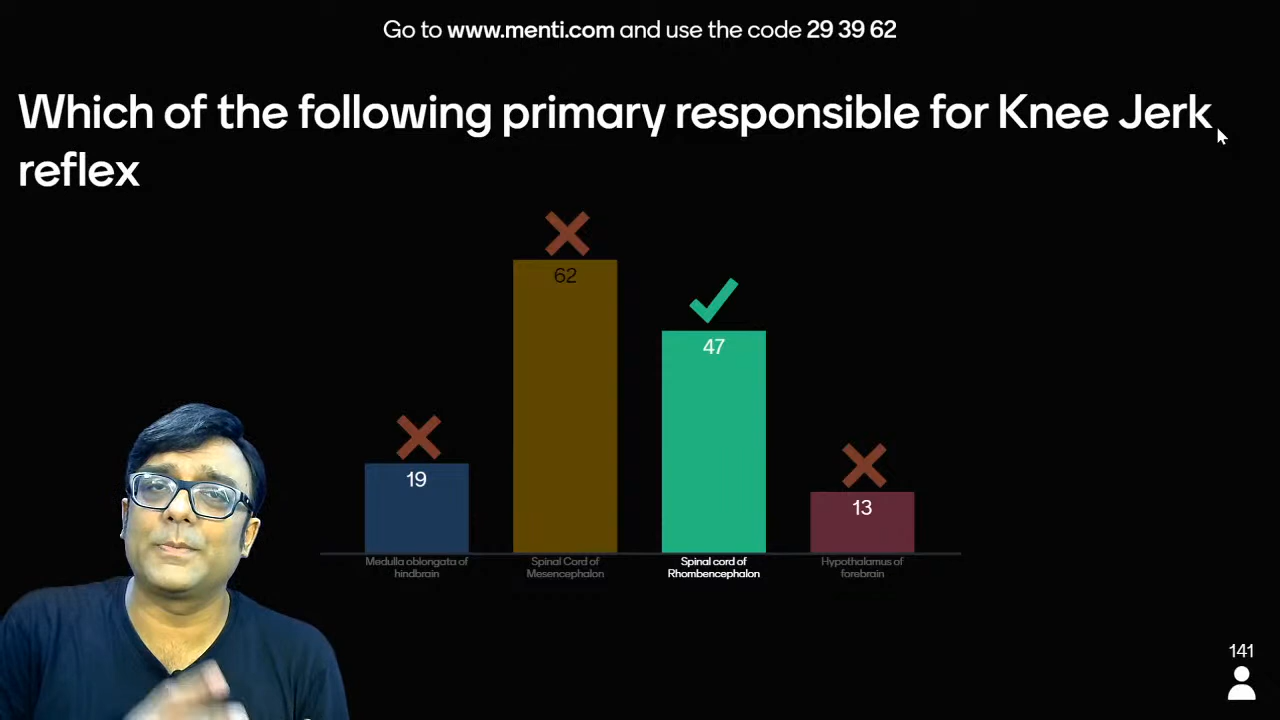 Go to www.menti.com and use the code 29 39 62
Which of the following primary responsible for Knee Jerk
reflex
62
47
19
13
Medulla oblongata of
hindbrain
Spinal Cord of
Mesencephalon
Spinal cord of
Rhombencephalon
Hypothalamus of
forebrain
141